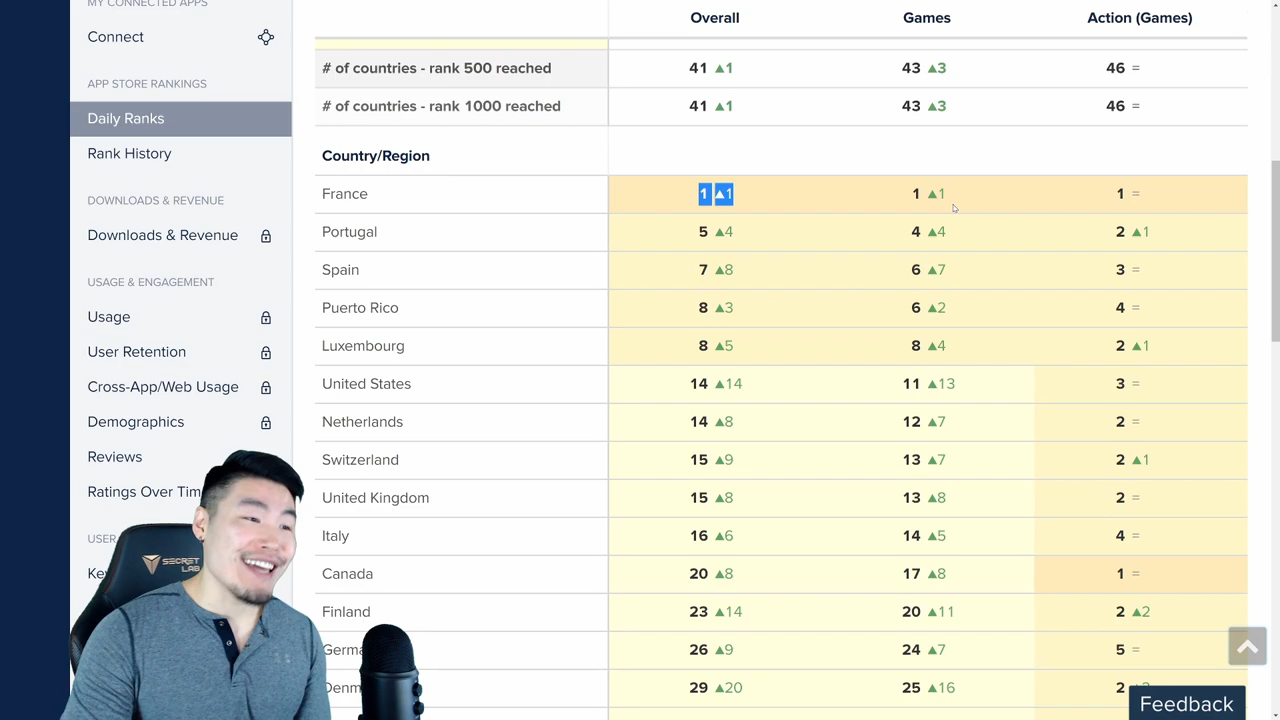 MY CONNECTED APPS
Connect
APP STORE RANKINGS
Daily Ranks
Rank History
DOWNLOADS & REVENUE
Downloads & Revenue
USAGE & ENGAGEMENT
Usage
User Retention
Cross-App/Web Usage
Demographics
Reviews
Ratings Over Tim
USER
Ke
SECRET
LAB
Overall Games Action (Games)
# of countries - rank 500 reached 41 ▲1 43 ▲3 46 =
# of countries - rank 1000 reached 41 ▲1 43 ▲3 46 =
Country/Region
France 1 ▲1 1 ▲1 1 =
Portugal 5 ▲4 4 ▲4 2 ▲1
Spain 7 ▲8 6 ▲7 3 =
Puerto Rico 8 ▲3 6 ▲2 4 =
Luxembourg 8 ▲5 8 ▲4 2 ▲1
United States 14 ▲14 11 ▲13 3 =
Netherlands 14 ▲8 12 ▲7 2 =
Switzerland 15 ▲9 13 ▲7 2 ▲1
United Kingdom 15 ▲8 13 ▲8 2 =
Italy 16 ▲6 14 ▲5 4 =
Canada 20 ▲8 17 ▲8 1 =
Finland 23 ▲14 20 ▲11 2 ▲2
Germa 26 ▲9 24 ▲7 5 =
Denm 29 ▲20 25 ▲16 2
Feedback